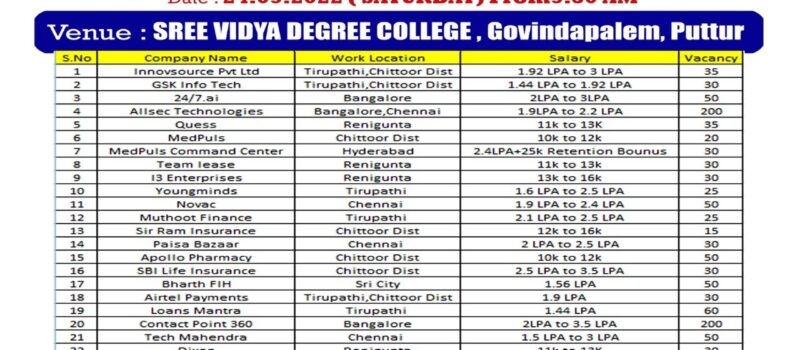 Venue : SREE VIDYA DEGREE COLLEGE , Govindapalem, Puttur
S.No Company Name Work Location Salary Vacancy
1 Innovsource Pvt Ltd Tirupathi,Chittoor Dist 1.92 LPA to 3 LPA 35
2 GSK Info Tech Tirupathi,Chittoor Dist 1.44 LPA to 1.92 LPA 30
3 24/7.ai Bangalore 2LPA to 3LPA 50
4 Allsec Technologies Bangalore,Chennai 1.9LPA to 2.2 LPA 200
5 Quess Renigunta 11k to 13K 35
6 MedPuls Chittoor Dist 10k to 12k 20
7 MedPuls Command Center Hyderabad 2.4LPA+25k Retention Bounus 30
8 Team lease Renigunta 11k to 13k 30
9 I3 Enterprises Renigunta 13k to 16k 30
10 Youngminds Tirupathi 1.6 LPA to 2.5 LPA 25
11 Novac Chennai 1.9 LPA to 2.4 LPA 50
12 Muthoot Finance Tirupathi 2.1 LPA to 2.5 LPA 25
13 Sir Ram Insurance Chittoor Dist 12k to 16k 15
14 Paisa Bazaar Chennai 2 LPA to 2.5 LPA 30
15 Apollo Pharmacy Chittoor Dist 10k to 12k 50
16 SBI Life Insurance Chittoor Dist 2.5 LPA to 3.5 LPA 30
17 Bharth FIH Sri City 1.56 LPA 50
18 Airtel Payments Tirupathi,Chittoor Dist 1.9 LPA 30
19 Loans Mantra Tirupathi 1.44 LPA 60
20 Contact Point 360 Bangalore 2LPA to 3.5 LPA 200
21 Tech Mahendra Chennai 1.5 LPA to 3 LPA 50